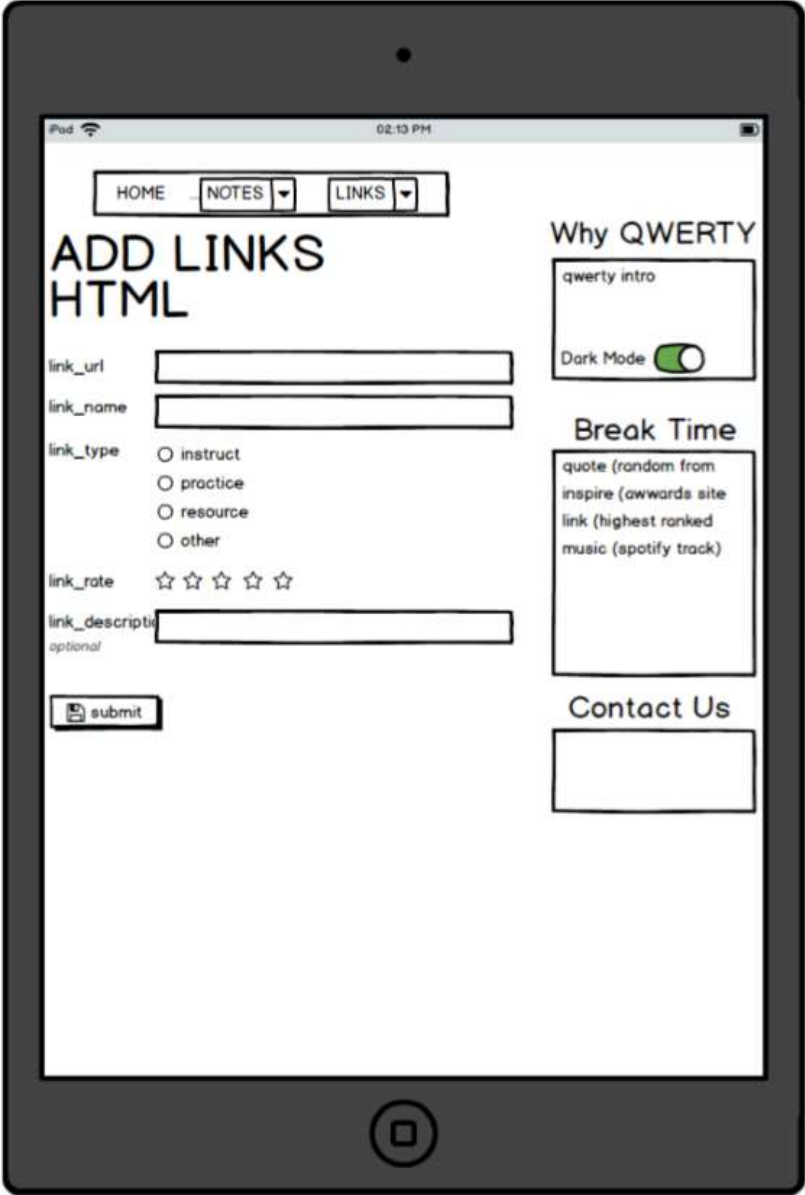 iPad
02:13 PM
HOME
NOTES
LINKS
ADD LINKS
HTML
link_url
link_name
link_type
instruct
practice
resource
other
link_rate
link_descriptio
optional
submit
Why QWERTY
qwerty intro
Dark Mode
Break Time
quote (random from
inspire (awwards site
link (highest ranked
music (spotify track)
Contact Us